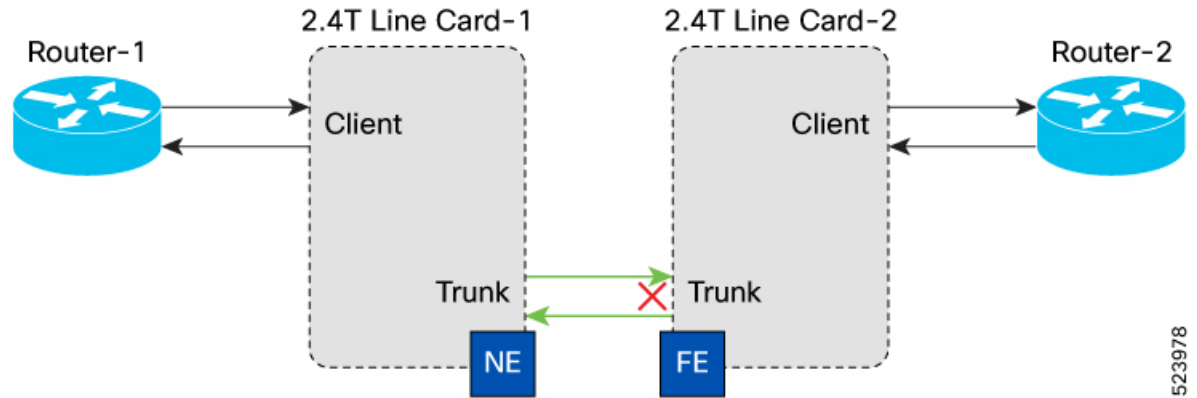 2.4T Line Card-1
2.4T Line Card-2
Router-1
Router-2
Client
Client
Trunk
Trunk
NE
FE
523978